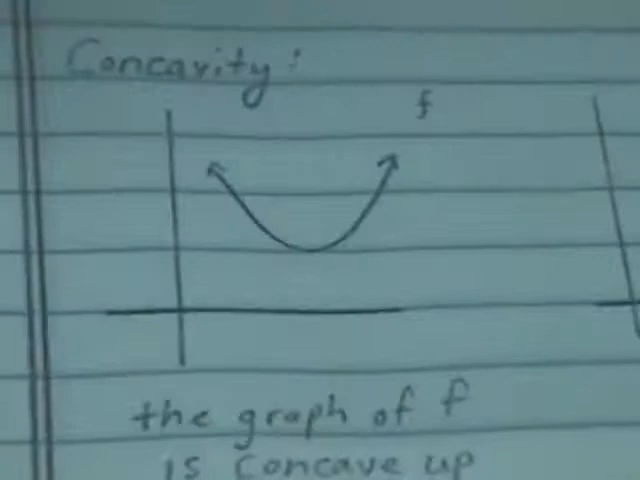 Concavity:
f
the graph of f
is concave up